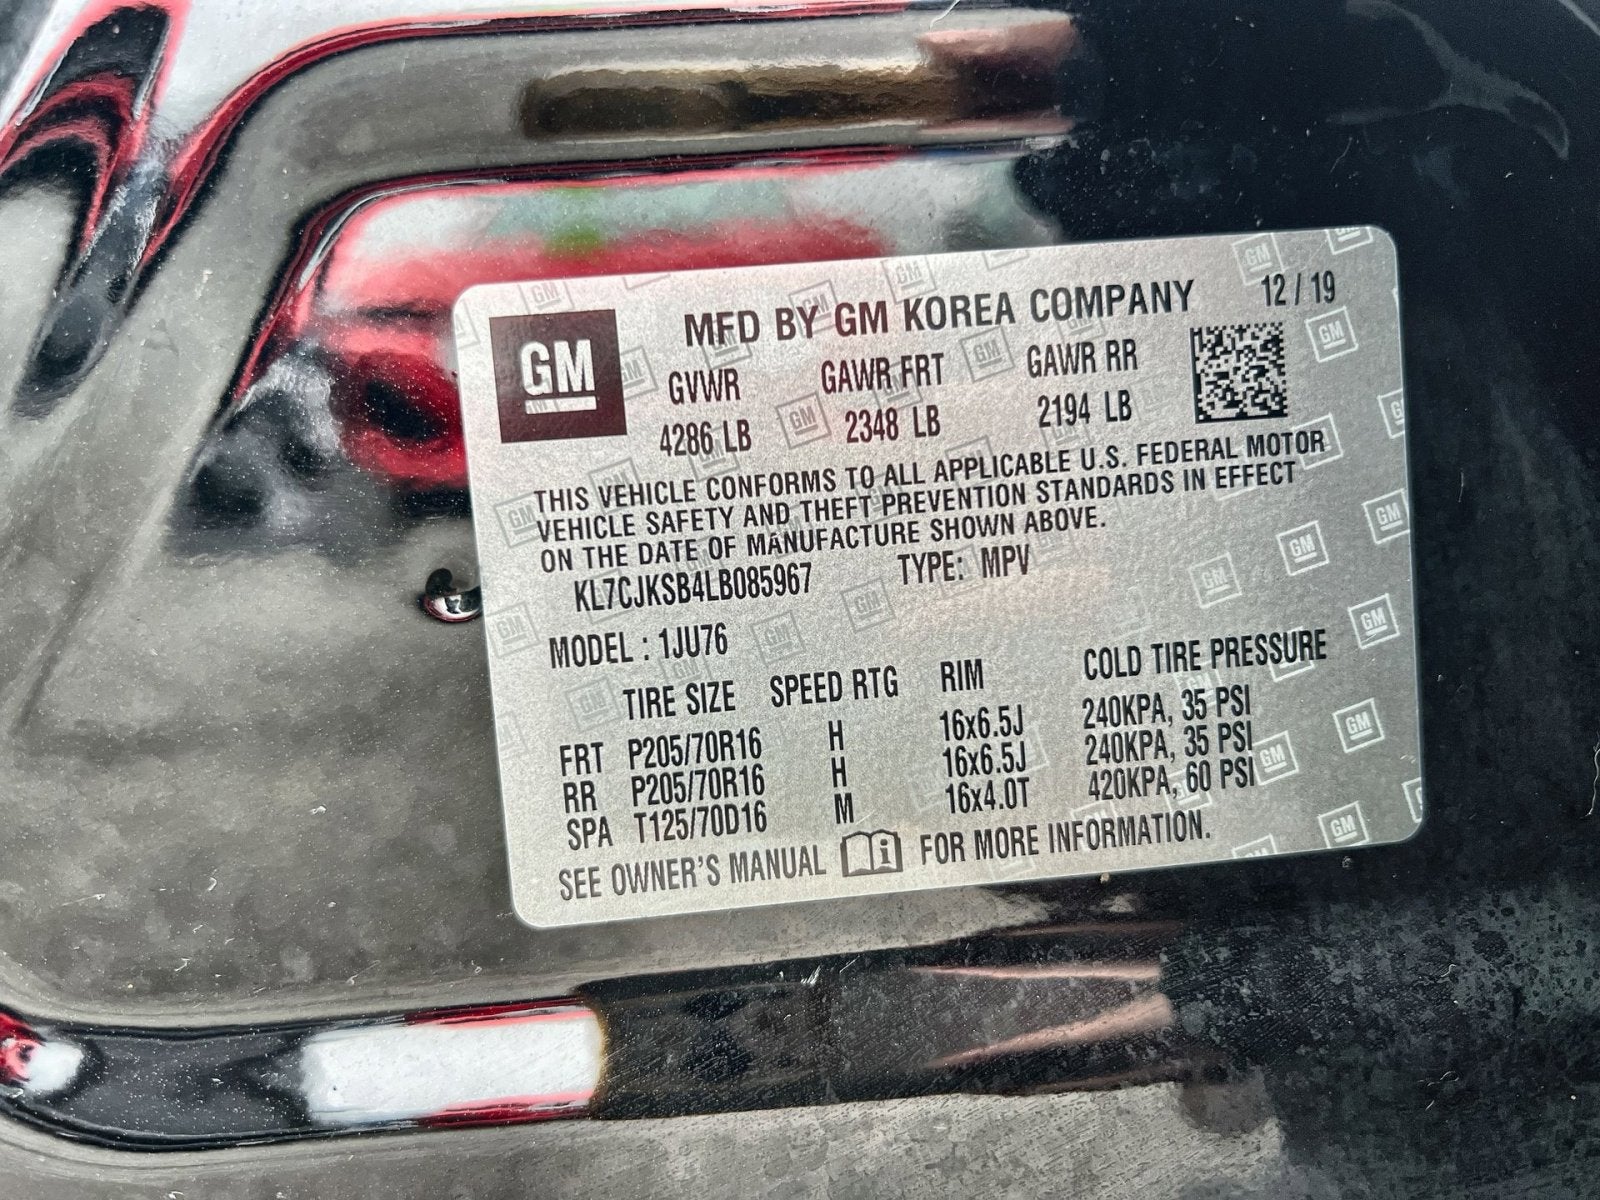 GM
MFD BY GM KOREA COMPANY 12 / 19
GVWR GAWR FRT GAWR RR
4286 LB 2348 LB 2194 LB
THIS VEHICLE CONFORMS TO ALL APPLICABLE U.S. FEDERAL MOTOR
VEHICLE SAFETY AND THEFT PREVENTION STANDARDS IN EFFECT
ON THE DATE OF MANUFACTURE SHOWN ABOVE.
KL7CJKSB4LB085967 TYPE: MPV
MODEL : 1JU76
TIRE SIZE SPEED RTG RIM COLD TIRE PRESSURE
FRT P205/70R16 H 16x6.5J 240KPA, 35 PSI
RR P205/70R16 H 16x6.5J 240KPA, 35 PSI
SPA T125/70D16 M 16x4.0T 420KPA, 60 PSI
SEE OWNER'S MANUAL FOR MORE INFORMATION.